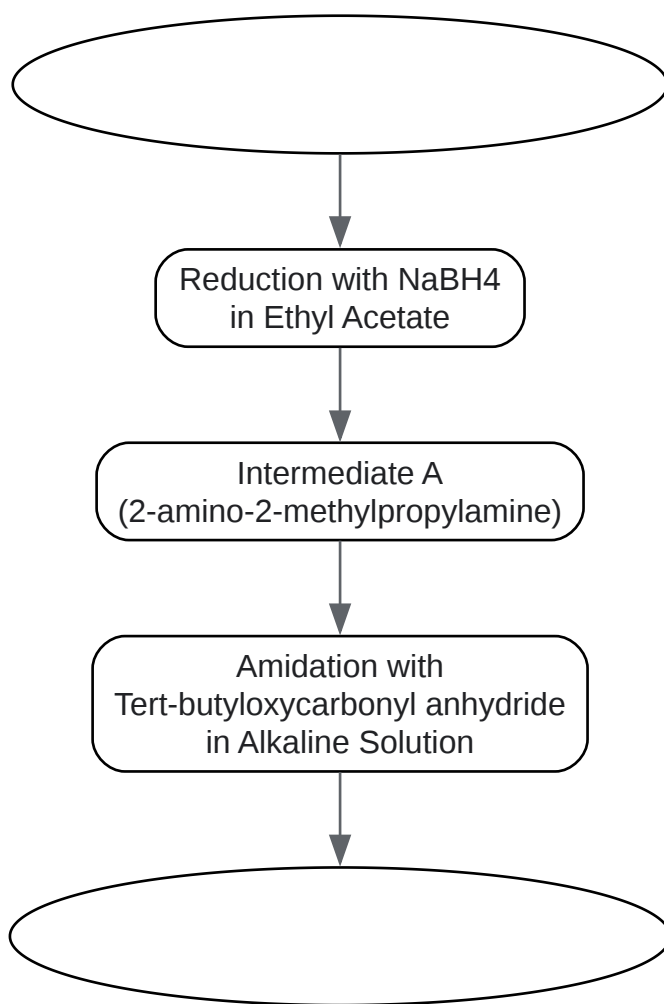 Reduction with NaBH4
in Ethyl Acetate
Intermediate A
(2-amino-2-methylpropylamine)
Amidation with
Tert-butyloxycarbonyl anhydride
in Alkaline Solution